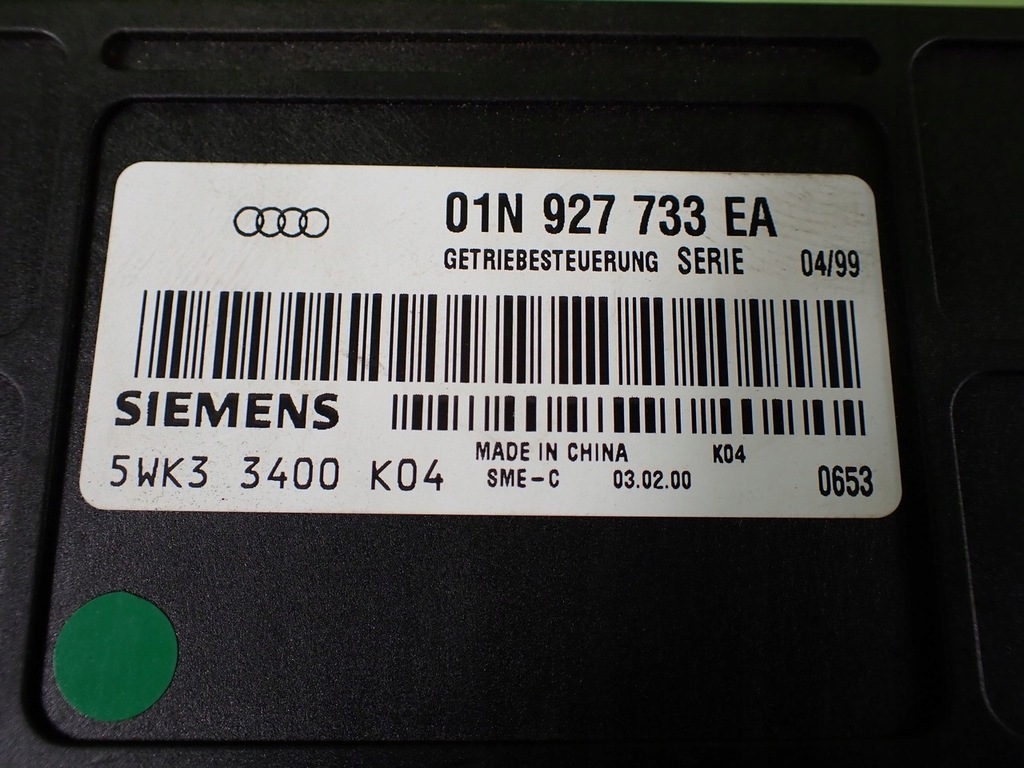 01N 927 733 EA
GETRIEBESTEUERUNG SERIE 04/99
SIEMENS
MADE IN CHINA K04
5WK3 3400 K04 SME-C 03.02.00 0653